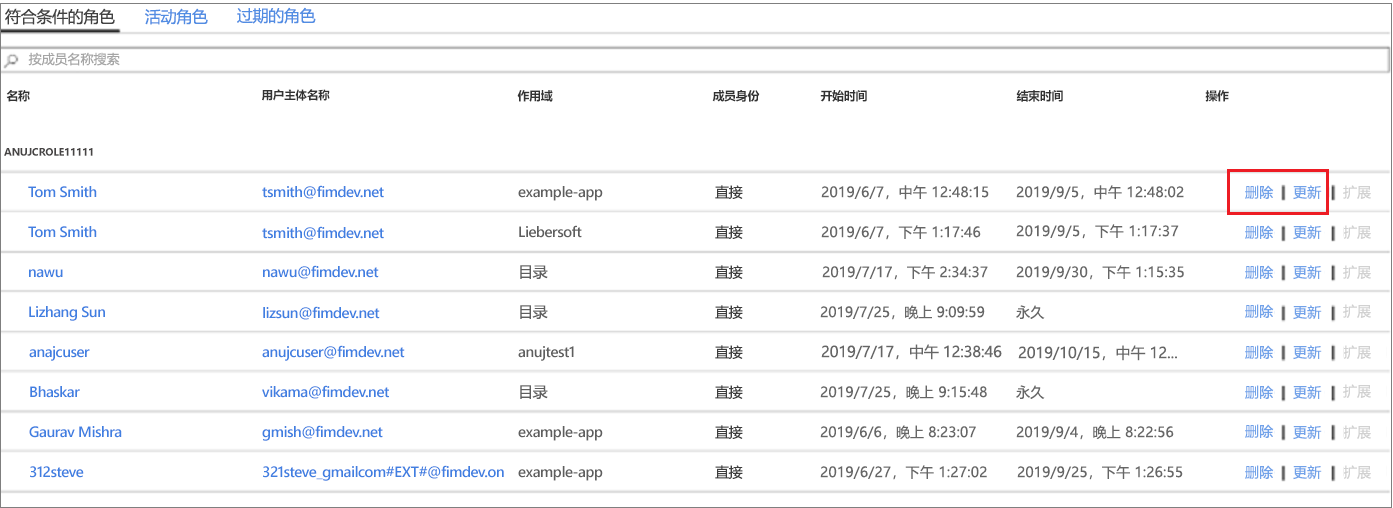 符合条件的角色 活动角色 过期的角色
按成员名称搜索
名称 用户主体名称 作用域 成员身份 开始时间 结束时间 操作
ANUJCROLE11111
Tom Smith tsmith@fimdev.net example-app 直接 2019/6/7，中午 12:48:15 2019/9/5，中午 12:48:02 删除 | 更新 | 扩展
Tom Smith tsmith@fimdev.net Liebersoft 直接 2019/6/7，下午 1:17:46 2019/9/5，下午 1:17:37 删除 | 更新 | 扩展
nawu nawu@fimdev.net 目录 直接 2019/7/17，下午 2:34:37 2019/9/30，下午 1:15:35 删除 | 更新 | 扩展
Lizhang Sun lizsun@fimdev.net 目录 直接 2019/7/25，晚上 9:09:59 永久 删除 | 更新 | 扩展
anajcuser anujcuser@fimdev.net anujtest1 直接 2019/7/17，中午 12:38:46 2019/10/15，中午 12... 删除 | 更新 | 扩展
Bhaskar vikama@fimdev.net 目录 直接 2019/7/25，晚上 9:15:48 永久 删除 | 更新 | 扩展
Gaurav Mishra gmish@fimdev.net example-app 直接 2019/6/6，晚上 8:23:07 2019/9/4，晚上 8:22:56 删除 | 更新 | 扩展
312steve 321steve_gmailcom#EXT#@fimdev.on example-app 直接 2019/6/27，下午 1:27:02 2019/9/25，下午 1:26:55 删除 | 更新 | 扩展